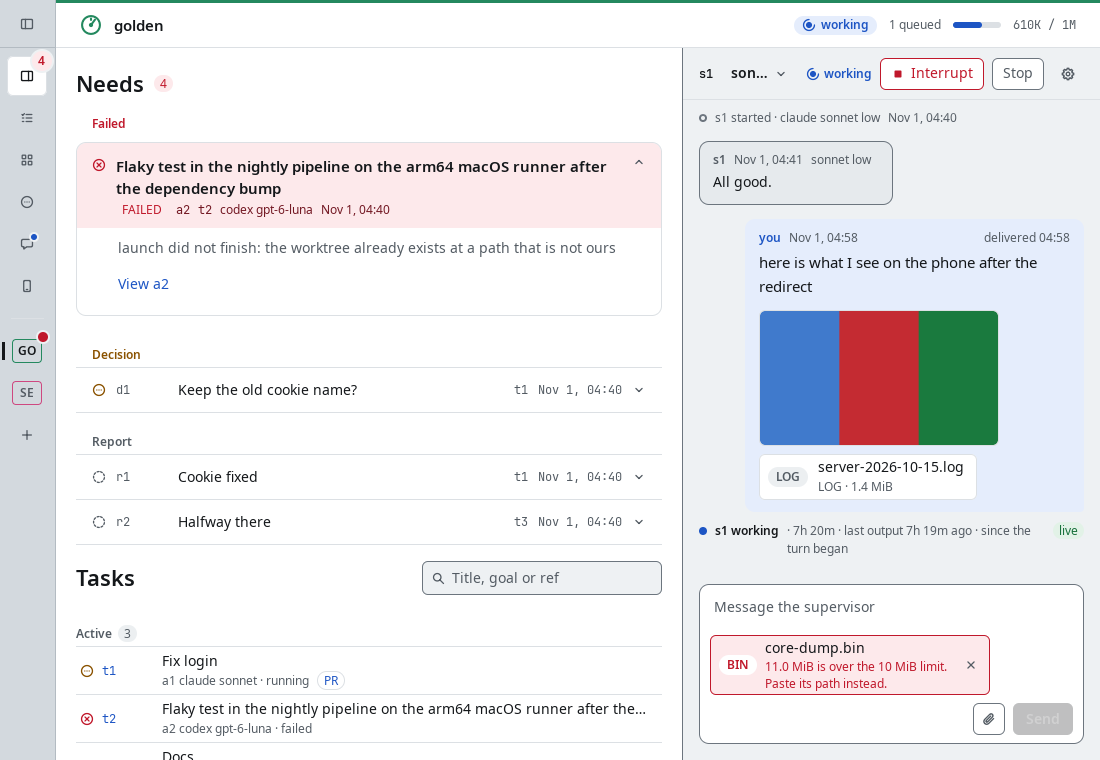 golden
working
1 queued
610K / 1M
4
GO
SE
Needs 4
Failed
Flaky test in the nightly pipeline on the arm64 macOS runner after
the dependency bump
FAILED a2 t2 codex gpt-6-luna Nov 1, 04:40
launch did not finish: the worktree already exists at a path that is not ours
View a2
Decision
d1 Keep the old cookie name? t1 Nov 1, 04:40
Report
r1 Cookie fixed t1 Nov 1, 04:40
r2 Halfway there t3 Nov 1, 04:40
Tasks
Title, goal or ref
Active 3
t1 Fix login
a1 claude sonnet · running PR
t2 Flaky test in the nightly pipeline on the arm64 macOS runner after the…
a2 codex gpt-6-luna · failed
Docs
s1 son… working Interrupt Stop
s1 started · claude sonnet low Nov 1, 04:40
s1 Nov 1, 04:41 sonnet low
All good.
you Nov 1, 04:58 delivered 04:58
here is what I see on the phone after the
redirect
LOG server-2026-10-15.log
LOG · 1.4 MiB
s1 working · 7h 20m · last output 7h 19m ago · since the live
turn began
Message the supervisor
BIN core-dump.bin
11.0 MiB is over the 10 MiB limit.
Paste its path instead.
Send